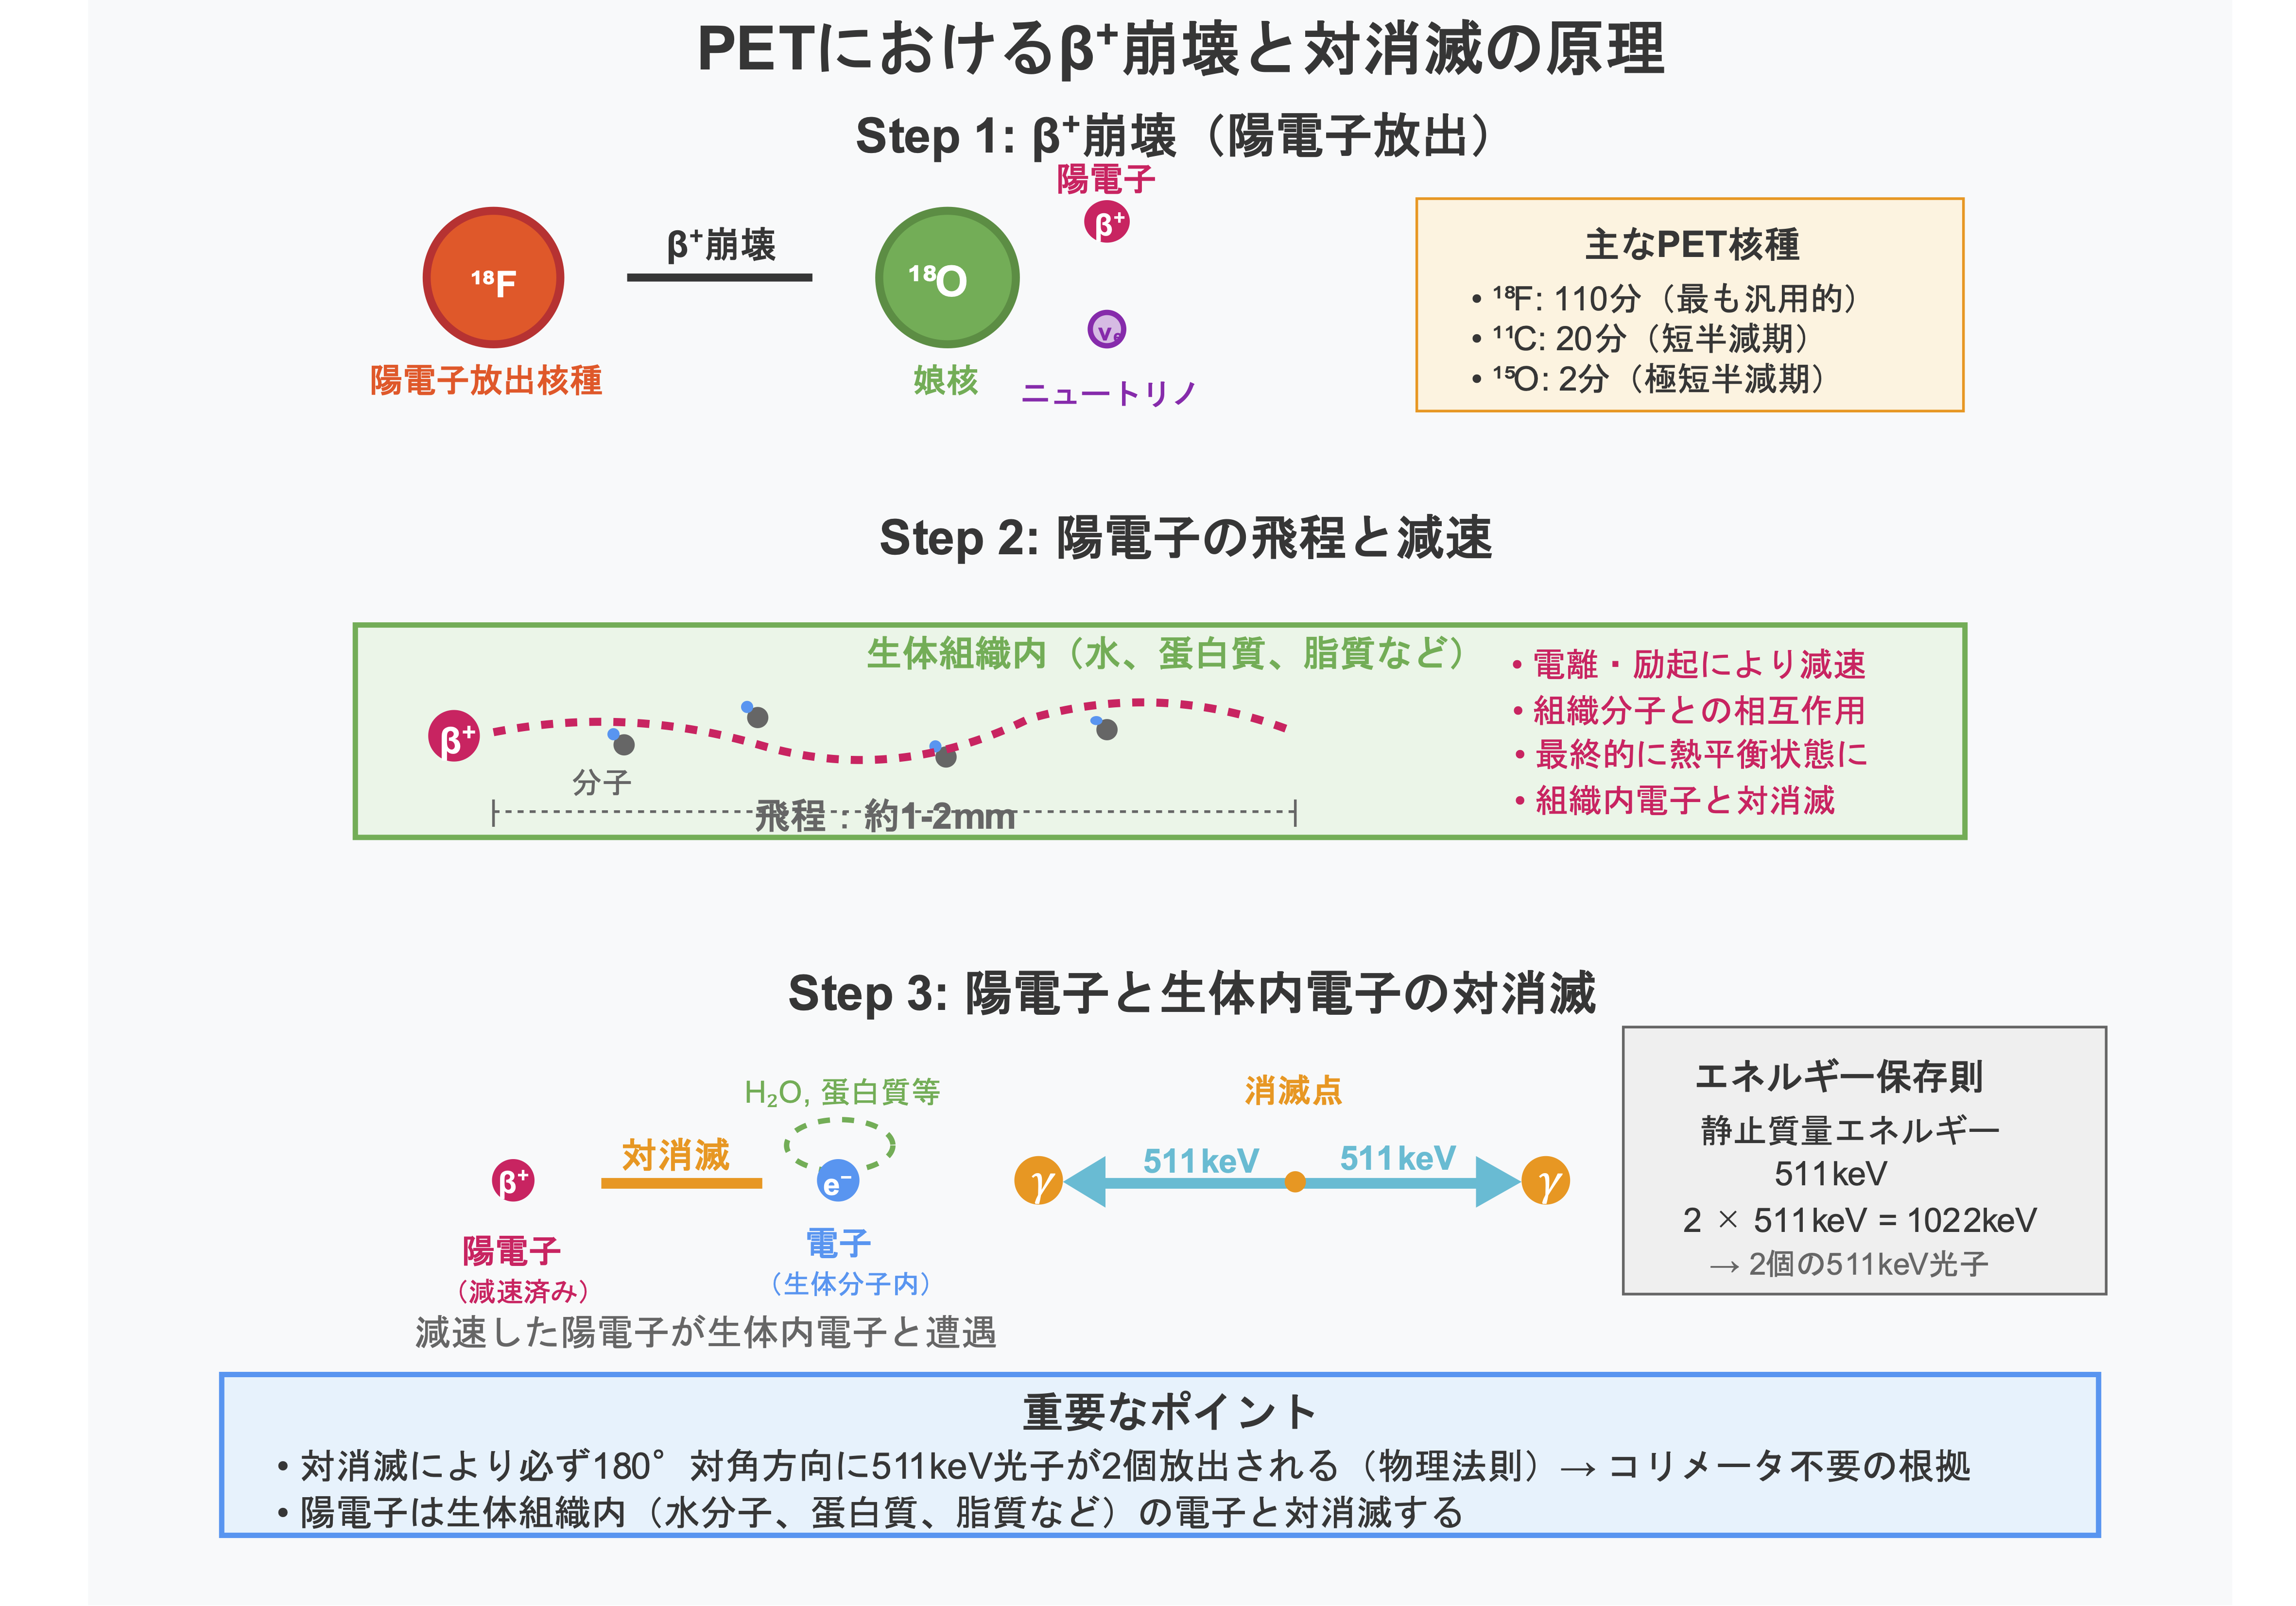 PETにおけるβ⁺崩壊と対消滅の原理
Step 1: β⁺崩壊（陽電子放出）
陽電子
β⁺
β⁺崩壊
¹⁸F
¹⁸O
νe
陽電子放出核種
娘核
ニュートリノ
主なPET核種
• ¹⁸F: 110分（最も汎用的）
• ¹¹C: 20分（短半減期）
• ¹⁵O: 2分（極短半減期）
Step 2: 陽電子の飛程と減速
生体組織内（水、蛋白質、脂質など）
β⁺
分子
飛程：約1-2mm
• 電離・励起により減速
• 組織分子との相互作用
• 最終的に熱平衡状態に
• 組織内電子と対消滅
Step 3: 陽電子と生体内電子の対消滅
H₂O, 蛋白質等
消滅点
対消滅
β⁺
e⁻
γ
511keV
511keV
γ
陽電子
（減速済み）
電子
（生体分子内）
減速した陽電子が生体内電子と遭遇
エネルギー保存則
静止質量エネルギー
511keV
2 × 511keV = 1022keV
→ 2個の511keV光子
重要なポイント
• 対消滅により必ず180° 対角方向に511keV光子が2個放出される（物理法則）→ コリメータ不要の根拠
• 陽電子は生体組織内（水分子、蛋白質、脂質など）の電子と対消滅する